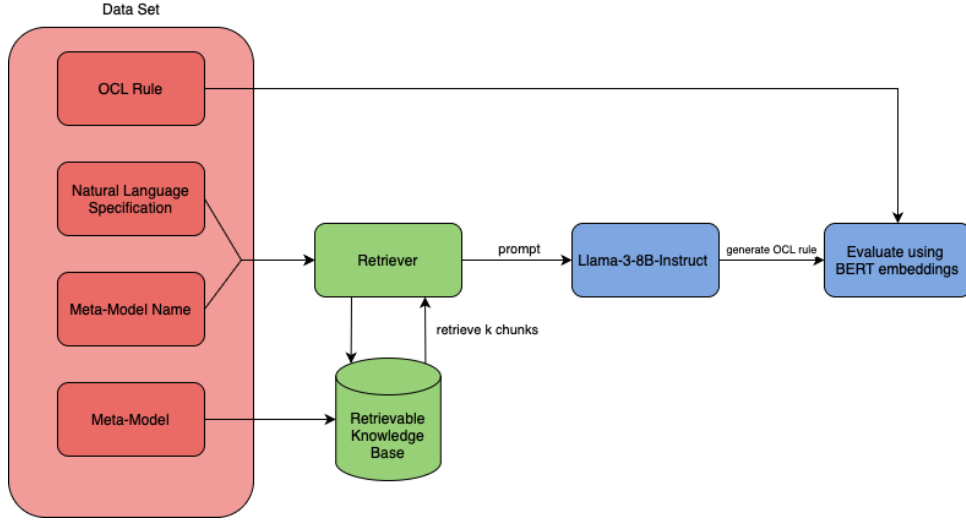 Data Set
OCL Rule
Natural Language
Specification
Meta-Model Name
Meta-Model
Retriever
prompt
Llama-3-8B-Instruct
generate OCL rule
Evaluate using
BERT embeddings
retrieve k chunks
Retrievable
Knowledge
Base